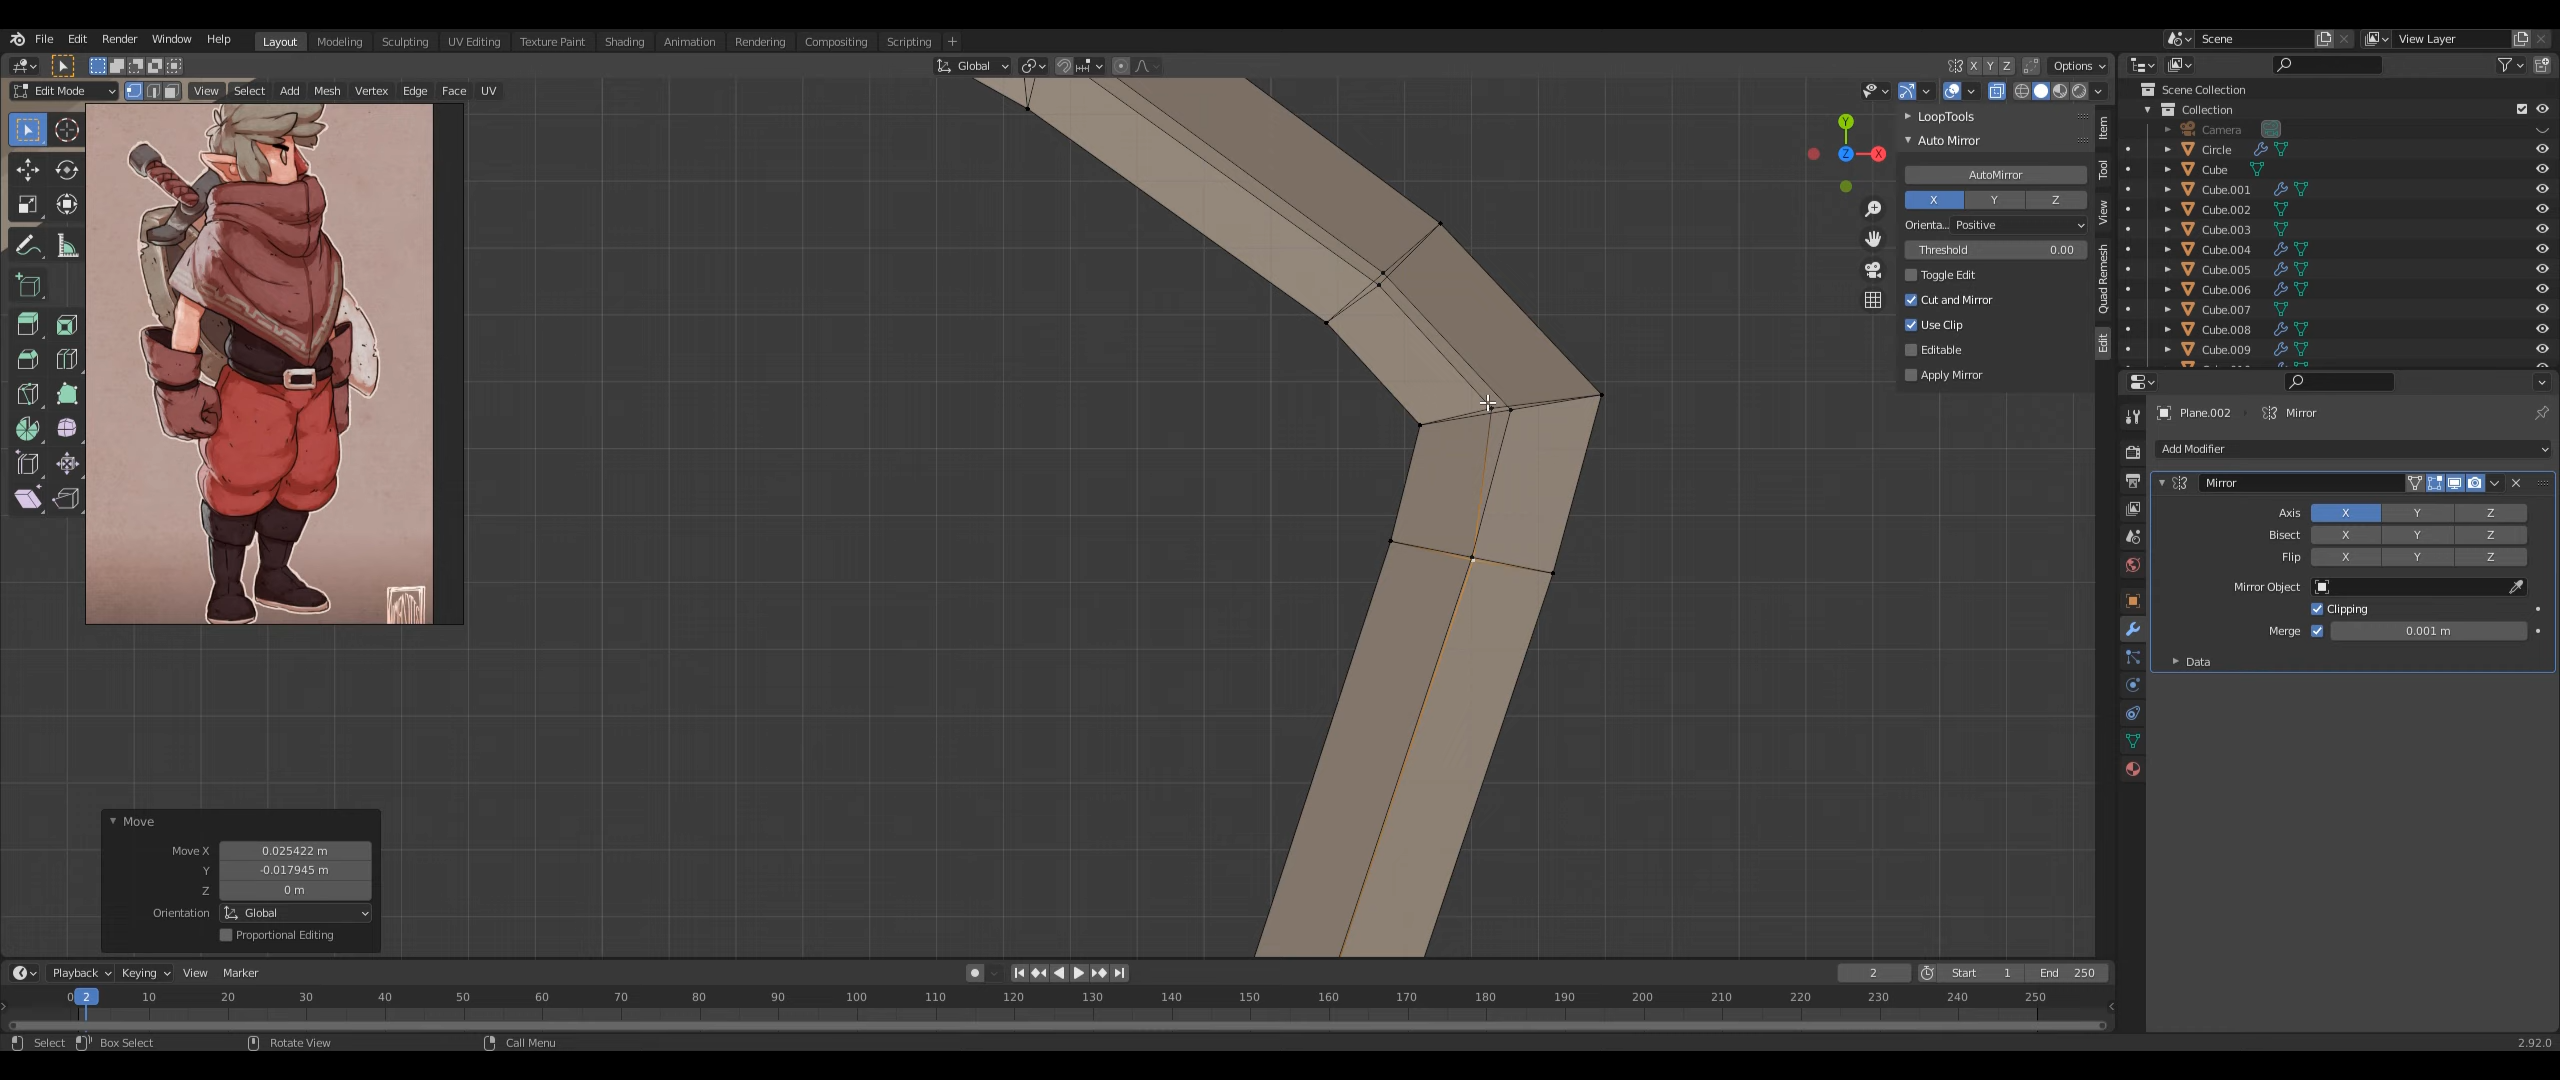 File Edit Render Window Help Layout Modeling Sculpting UV Editing Texture Paint Shading Animation Rendering Compositing Scripting + Scene View Layer
Global X Y Z Options
Edit Mode View Select Add Mesh Vertex Edge Face UV
Scene Collection
Collection
Camera
Circle
Cube
Cube.001
Cube.002
Cube.003
Cube.004
Cube.005
Cube.006
Cube.007
Cube.008
Cube.009
Y
Z
X
LoopTools
Auto Mirror
AutoMirror
X Y Z
Orienta... Positive
Threshold 0.00
Toggle Edit
Cut and Mirror
Use Clip
Editable
Apply Mirror
Item
Tool
View
Quad Remesh
Edit
Plane.002 Mirror
Add Modifier
Mirror
Axis X Y Z
Bisect X Y Z
Flip X Y Z
Mirror Object
Clipping
Merge 0.001 m
Data
Move
Move X 0.025422 m
Y -0.017945 m
Z 0 m
Orientation Global
Proportional Editing
Playback Keying View Marker 2 Start 1 End 250
0 2 10 20 30 40 50 60 70 80 90 100 110 120 130 140 150 160 170 180 190 200 210 220 230 240 250
Select Box Select Rotate View Call Menu 2.92.0